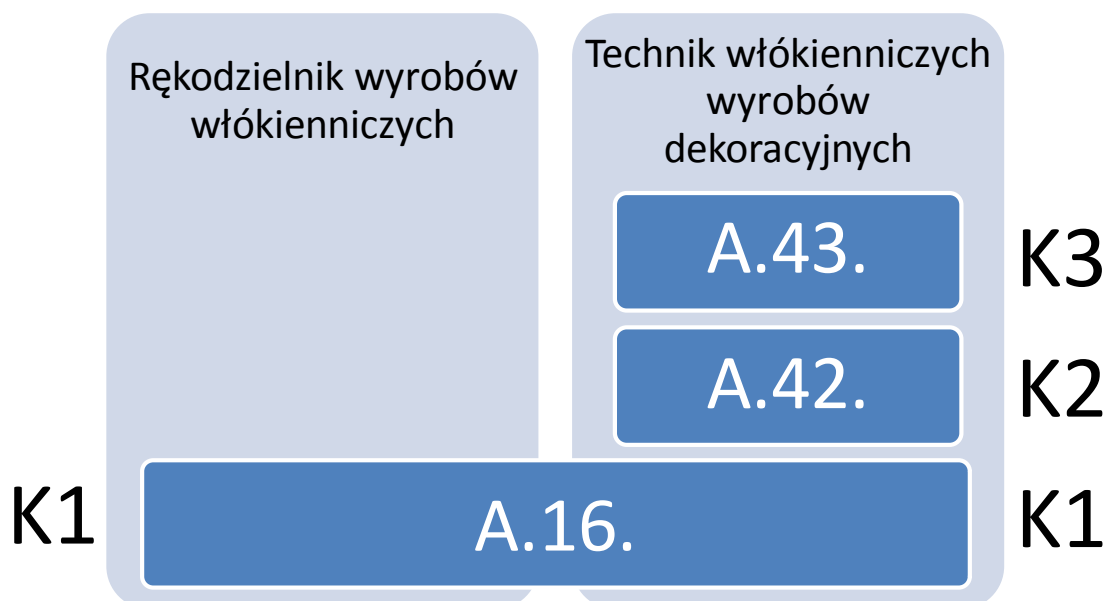 Rękodzielnik wyrobów
włókienniczych
Technik włókienniczych
wyrobów
dekoracyjnych
A.43.
K3
A.42.
K2
K1
A.16.
K1